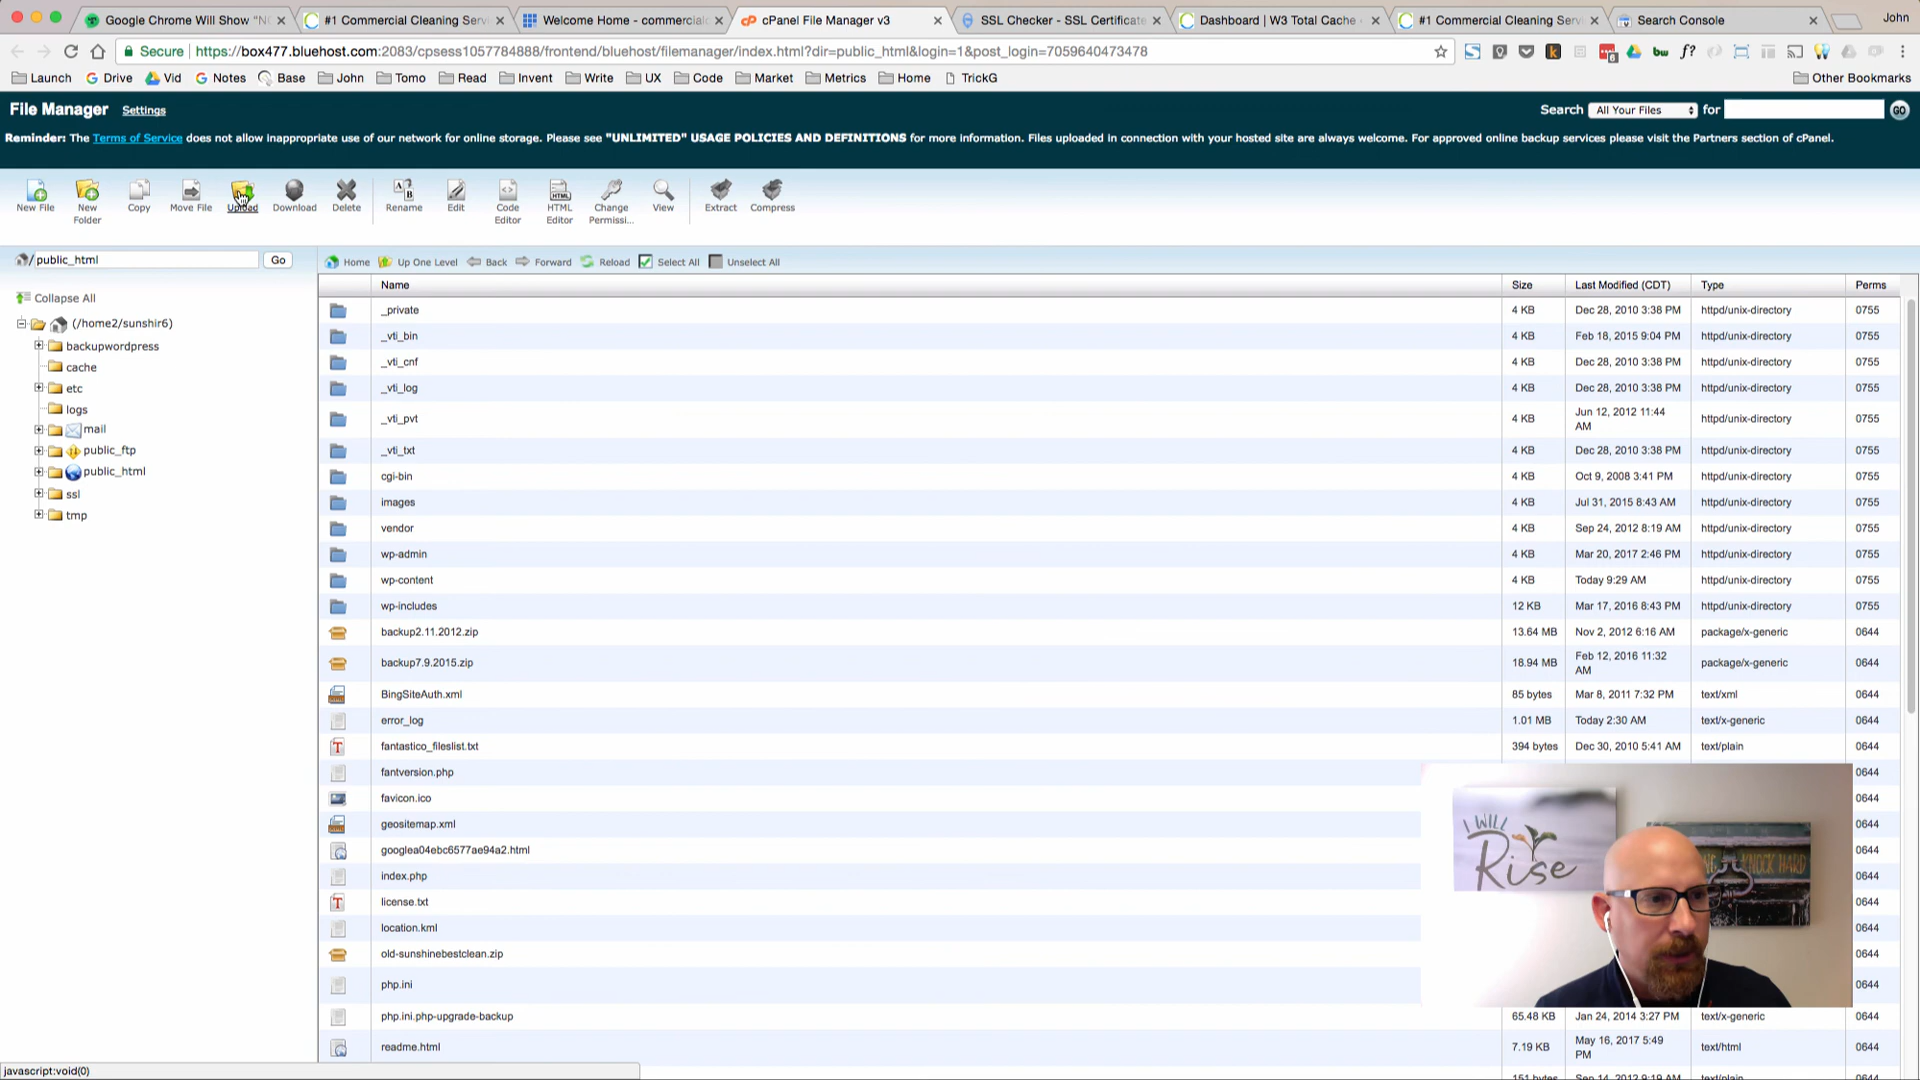 Google Chrome Will Show "N
#1 Commercial Cleaning Servi
Welcome Home - commercial
cPanel File Manager v3
SSL Checker - SSL Certificate
Dashboard | W3 Total Cache
#1 Commercial Cleaning Servi
Search Console
John
Secure
https://box477.bluehost.com:2083/cpsess1057784888/frontend/bluehost/filemanager/index.html?dir=public_html&login=1&post_login=7059640473478
Launch Drive Vid Notes Base John Tomo Read Invent Write UX Code Market Metrics Home TrickG Other Bookmarks
File Manager Settings
Search All Your Files for GO
Reminder: The Terms of Service does not allow inappropriate use of our network for online storage. Please see "UNLIMITED" USAGE POLICIES AND DEFINITIONS for more information. Files uploaded in connection with your hosted site are always welcome. For approved online backup services please visit the Partners section of cPanel.
New File
New Folder
Copy
Move File
Upload
Download
Delete
Rename
Edit
Code Editor
HTML Editor
Change Permissi...
View
Extract
Compress
/ public_html Go
Collapse All
(/home2/sunshir6)
backupwordpress
cache
etc
logs
mail
public_ftp
public_html
ssl
tmp
Home Up One Level Back Forward Reload Select All Unselect All
Name Size Last Modified (CDT) Type Perms
_private 4 KB Dec 28, 2010 3:38 PM httpd/unix-directory 0755
_vti_bin 4 KB Feb 18, 2015 9:04 PM httpd/unix-directory 0755
_vti_cnf 4 KB Dec 28, 2010 3:38 PM httpd/unix-directory 0755
_vti_log 4 KB Dec 28, 2010 3:38 PM httpd/unix-directory 0755
_vti_pvt 4 KB Jun 12, 2012 11:44 AM httpd/unix-directory 0755
_vti_txt 4 KB Dec 28, 2010 3:38 PM httpd/unix-directory 0755
cgi-bin 4 KB Oct 9, 2008 3:41 PM httpd/unix-directory 0755
images 4 KB Jul 31, 2015 8:43 AM httpd/unix-directory 0755
vendor 4 KB Sep 24, 2012 8:19 AM httpd/unix-directory 0755
wp-admin 4 KB Mar 20, 2017 2:46 PM httpd/unix-directory 0755
wp-content 4 KB Today 9:29 AM httpd/unix-directory 0755
wp-includes 12 KB Mar 17, 2016 8:43 PM httpd/unix-directory 0755
backup2.11.2012.zip 13.64 MB Nov 2, 2012 6:16 AM package/x-generic 0644
backup7.9.2015.zip 18.94 MB Feb 12, 2016 11:32 AM package/x-generic 0644
BingSiteAuth.xml 85 bytes Mar 8, 2011 7:32 PM text/xml 0644
error_log 1.01 MB Today 2:30 AM text/x-generic 0644
fantastico_fileslist.txt 394 bytes Dec 30, 2010 5:41 AM text/plain 0644
fantversion.php 0644
favicon.ico 0644
geositemap.xml 0644
googlea04ebc6577ae94a2.html 0644
index.php 0644
license.txt 0644
location.kml 0644
old-sunshinebestclean.zip 0644
php.ini 0644
php.ini.php-upgrade-backup 65.48 KB Jan 24, 2014 3:27 PM text/x-generic 0644
readme.html 7.19 KB May 16, 2017 5:49 PM text/html 0644
I WILL
Rise
KNOCK HARD
javascript:void(0)